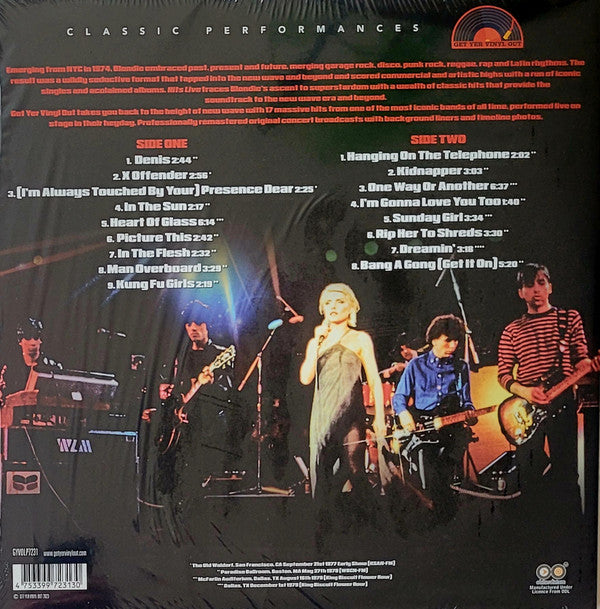 CLASSIC PERFORMANCES
GET YER VINYL OUT
Emerging from NYC in 1974, Blondie embraced past, present and future, merging garage rock, disco, punk rock, reggae, rap and Latin rhythms. The
result was a wildly seductive format that tapped into the new wave and beyond and scored commercial and artistic highs with a run of iconic
singles and acclaimed albums. Hits Live traces Blondie's ascent to superstardom with a wealth of classic hits that provide the
soundtrack to the new wave era and beyond.
Get Yer Vinyl Out takes you back to the height of new wave with 17 massive hits from one of the most iconic bands of all time, performed live on
stage in their heyday. Professionally remastered original concert broadcasts with background liners and timeline photos.
SIDE ONE
1. Denis 2:44 ''
2. X Offender 2:56 '
3. (I'm Always Touched By Your) Presence Dear 2:25 '
4. In The Sun 2:17 ''
5. Heart Of Glass 6:14 '''
6. Picture This 2:42 ''
7. In The Flesh 2:32 '
8. Man Overboard 3:29 '
9. Kung Fu Girls 2:19 ''
SIDE TWO
1. Hanging On The Telephone 2:02 ''
2. Kidnapper 3:03 ''
3. One Way Or Another 6:37 '''
4. I'm Gonna Love You Too 1:40 ''
5. Sunday Girl 3:34 '''
6. Rip Her To Shreds 3:30 ''
7. Dreamin' 3:18 ''''
8. Bang A Gong (Get It On) 5:20 ''
GYVOLP7231 www.getyervinylout.com
4 753399 723130
' The Old Waldorf, San Francisco, CA September 21st 1977 Early Show (KSAN-FM)
'' Paradise Ballroom, Boston, MA May 27th 1978 (WBCN-FM)
''' McFarlin Auditorium, Dallas, TX August 16th 1978 (King Biscuit Flower Hour)
'''' Dallas, TX December 1st 1979 (King Biscuit Flower Hour)
Manufactured Under
Licence From ODL